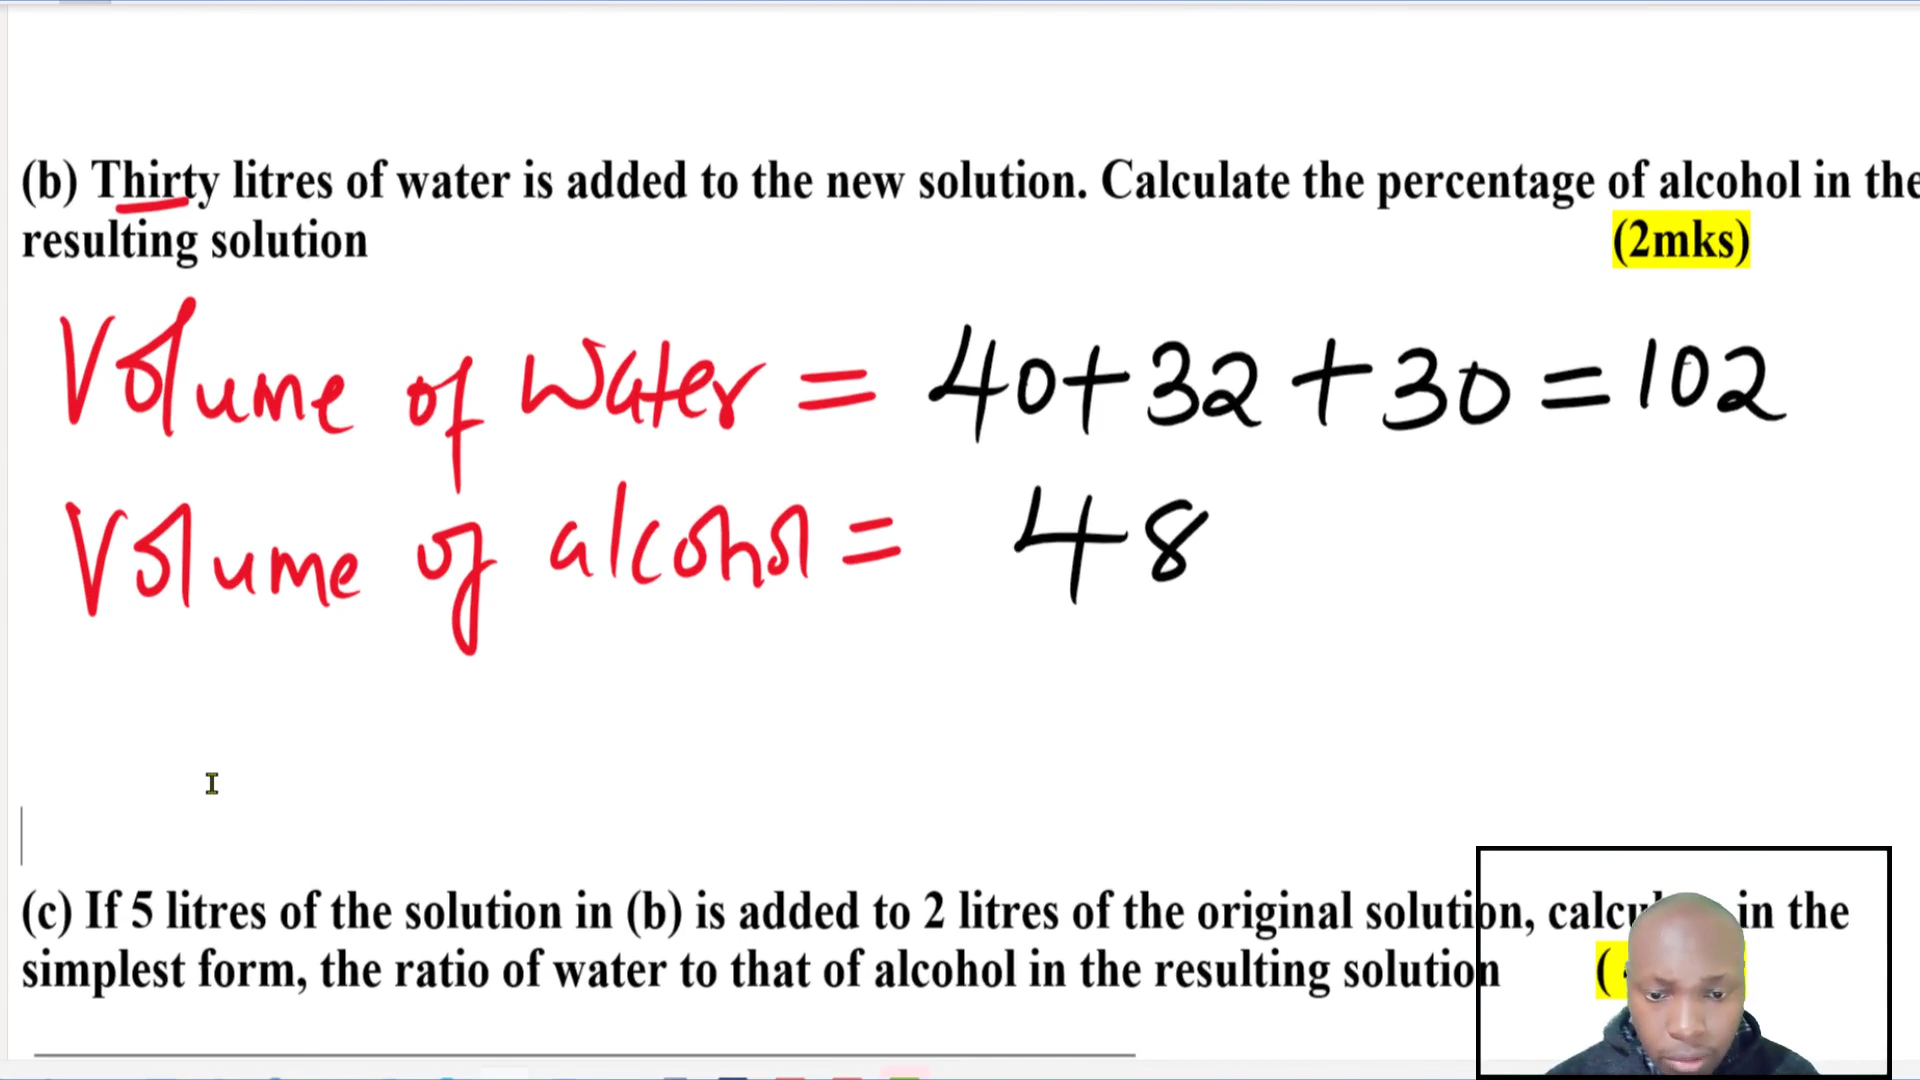 (b) Thirty litres of water is added to the new solution. Calculate the percentage of alcohol in the
resulting solution (2mks)
Volume of Water = 40+32+30=102
Volume of alcohol = 48
(c) If 5 litres of the solution in (b) is added to 2 litres of the original solution, in the
simplest form, the ratio of water to that of alcohol in the resulting solution (